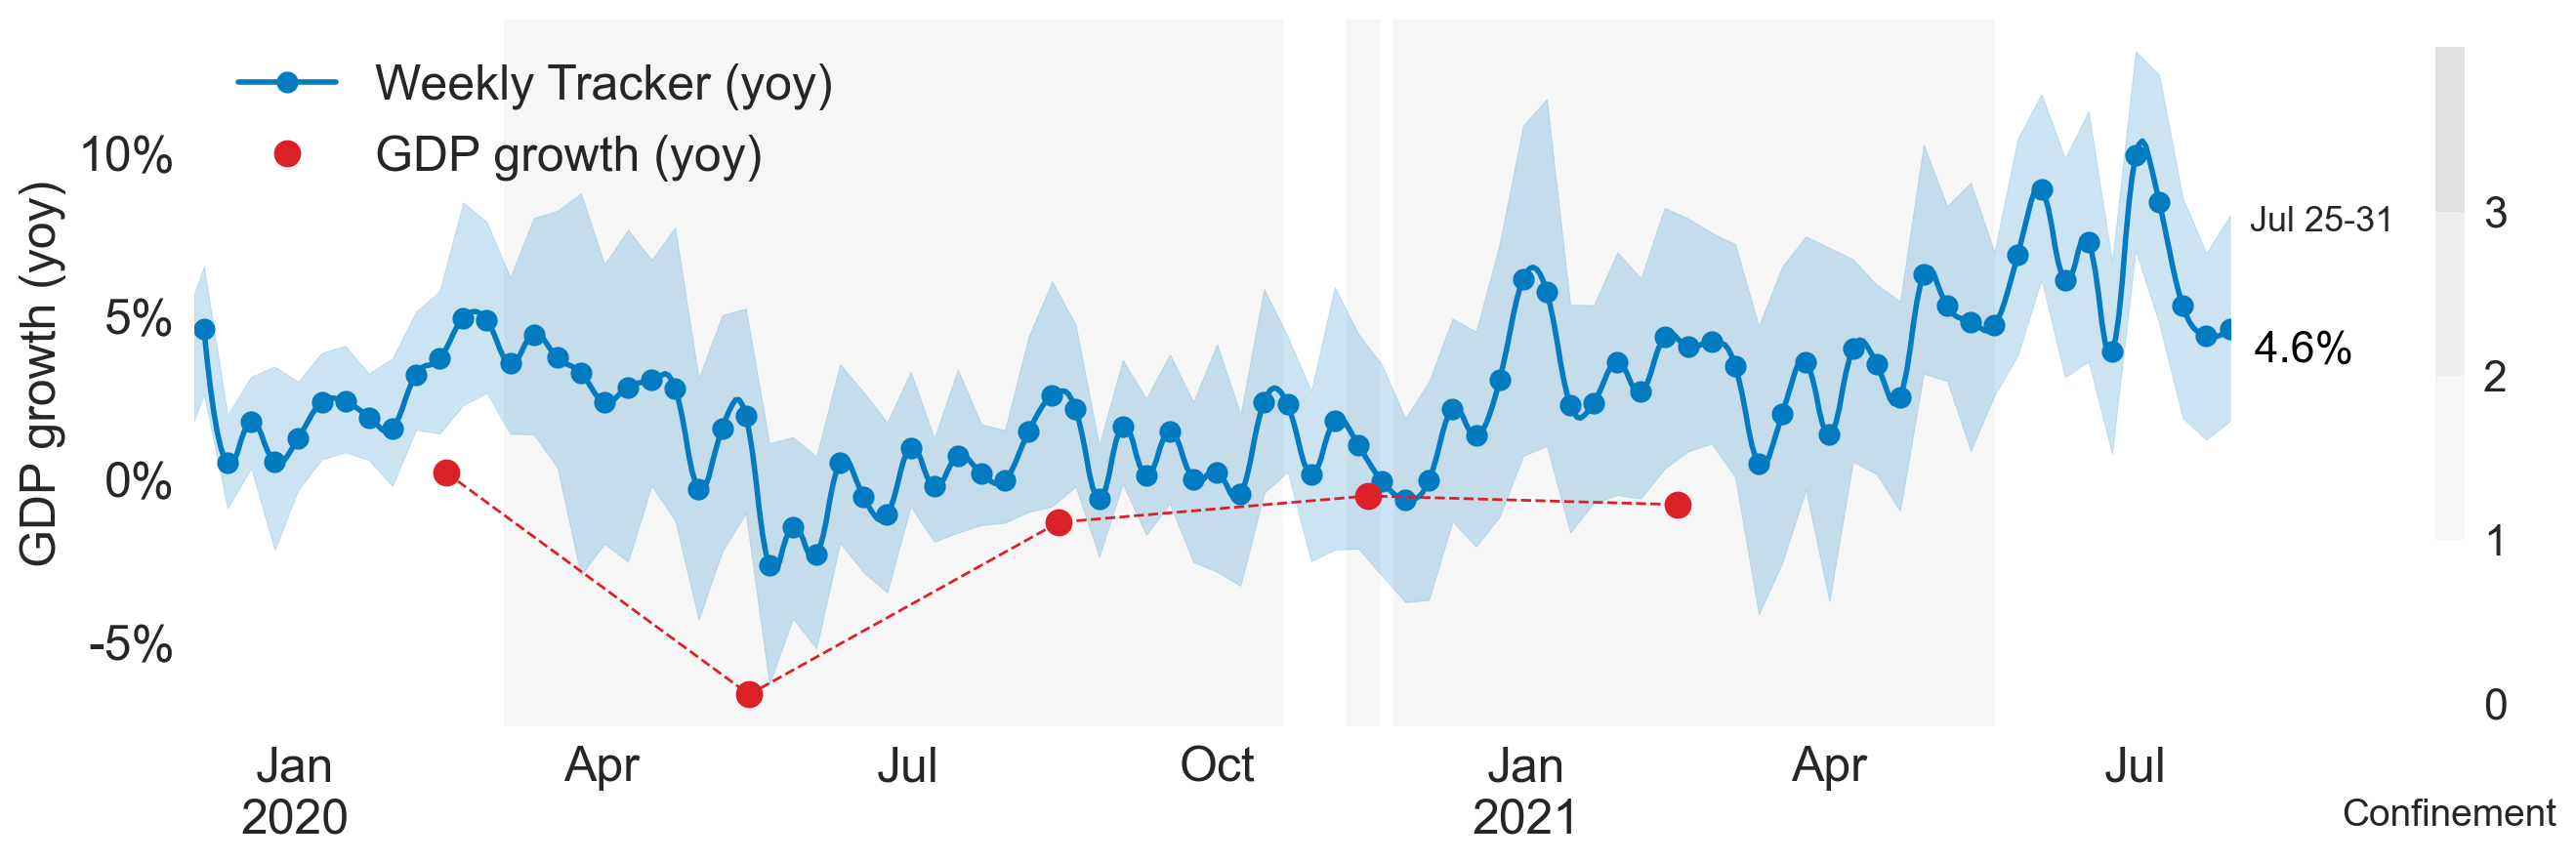 Weekly Tracker (yoy)
GDP growth (yoy)
GDP growth (yoy)
10%
5%
0%
-5%
Jul 25-31
4.6%
3
2
1
0
Jan
2020
Apr
Jul
Oct
Jan
2021
Apr
Jul
Confinement